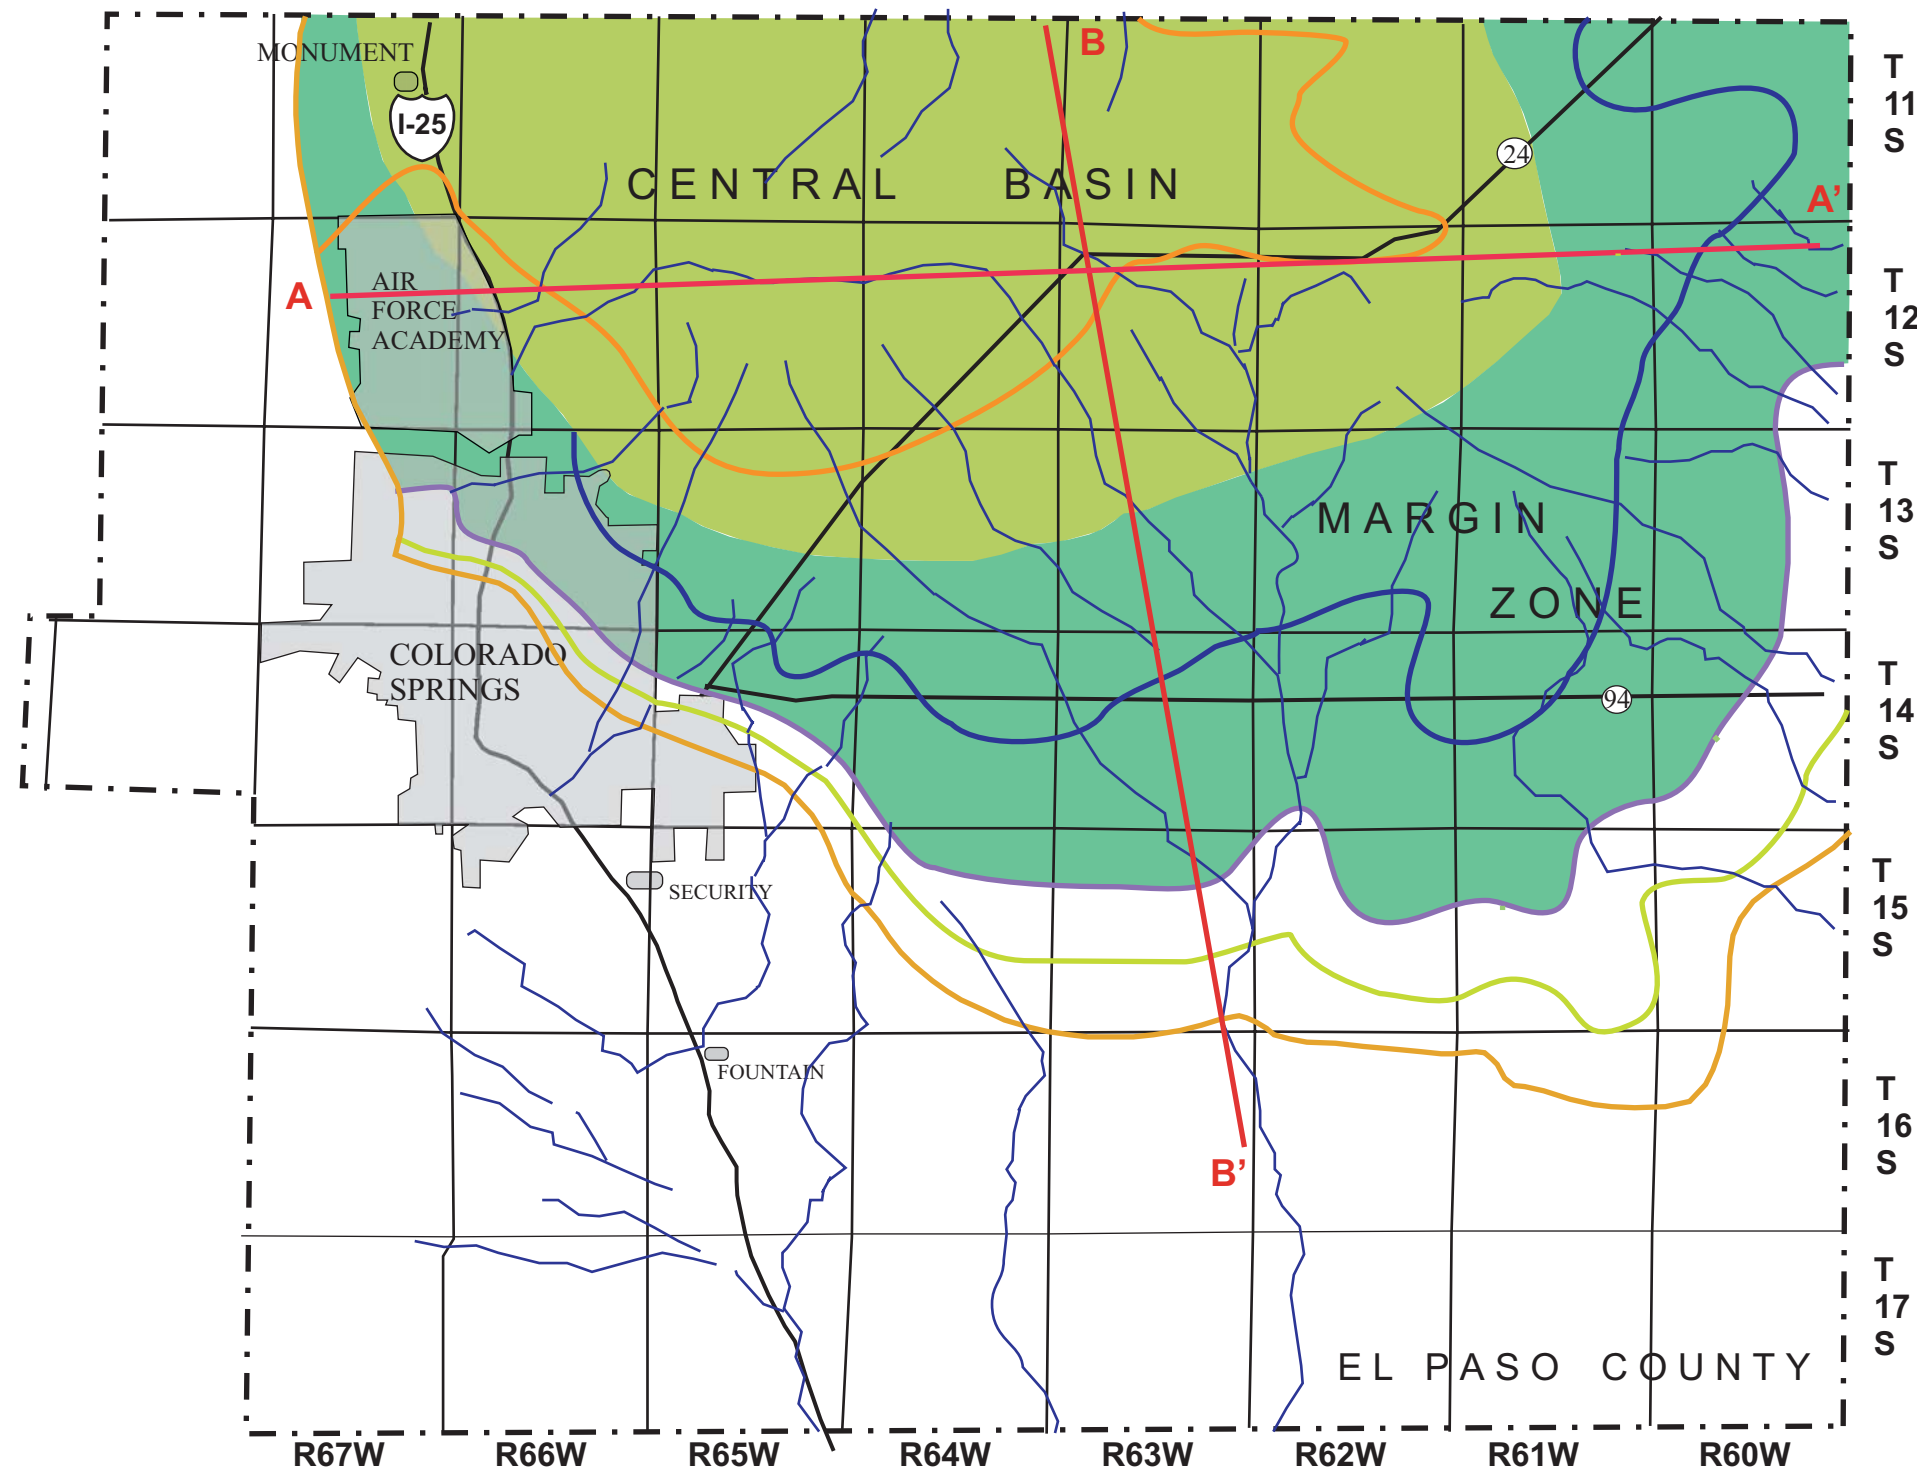 MONUMENT
B
T
11
S
I-25
24
CENTRAL BASIN
A'
A
AIR
FORCE
ACADEMY
T
12
S
MARGIN
T
13
S
ZONE
COLORADO
SPRINGS
94
T
14
S
SECURITY
T
15
S
FOUNTAIN
T
16
S
B'
T
17
S
EL PASO COUNTY
R67W R66W R65W R64W R63W R62W R61W R60W